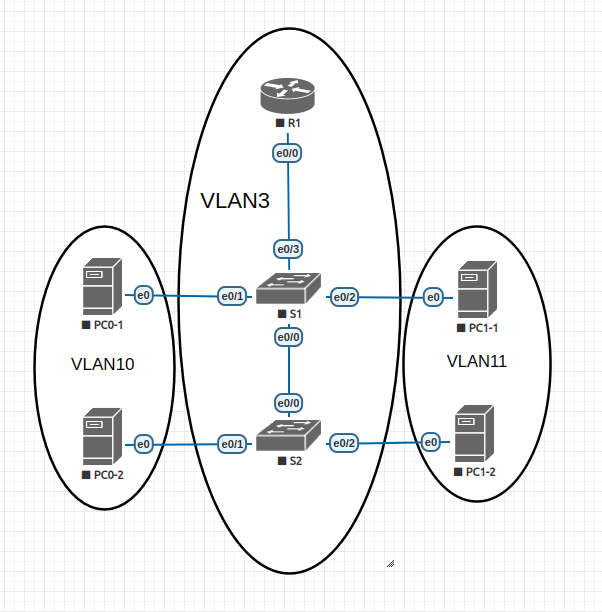 R1
e0/0
VLAN3
e0/3
PC0-1
e0
e0/1
S1
e0/2
e0
PC1-1
e0/0
VLAN10
VLAN11
e0/0
PC0-2
e0
e0/1
S2
e0/2
e0
PC1-2